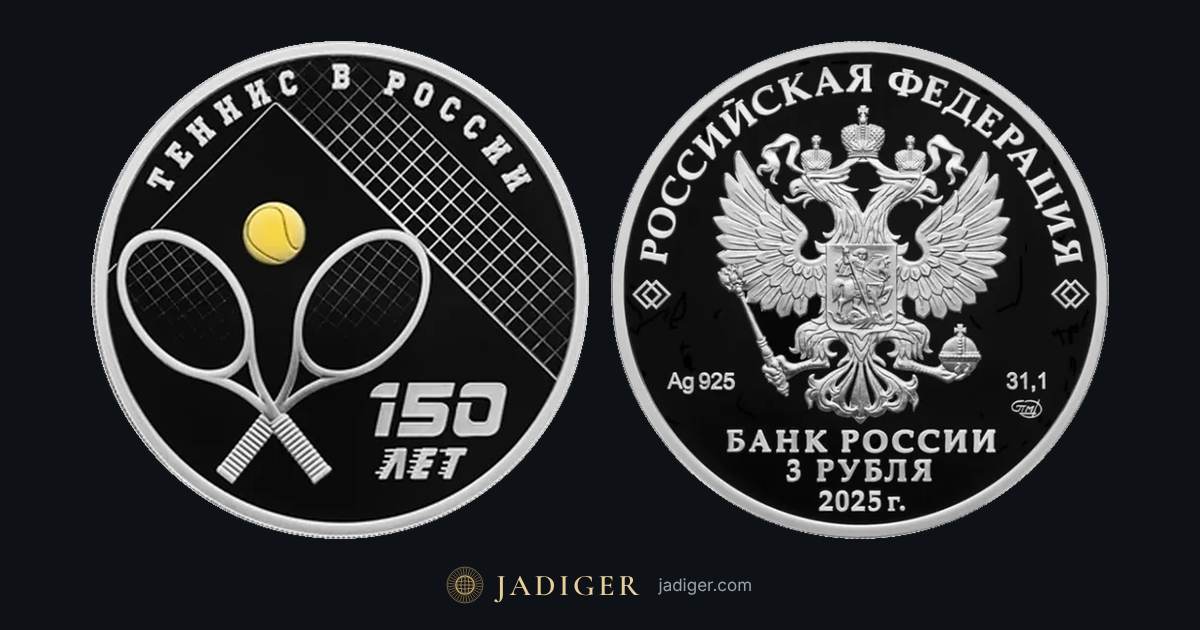 ТЕННИС В РОССИИ
150
ЛЕТ
РОССИЙСКАЯ ФЕДЕРАЦИЯ
Ag 925
31,1
БАНК РОССИИ
3 РУБЛЯ
2025 г.
JADIGER jadiger.com